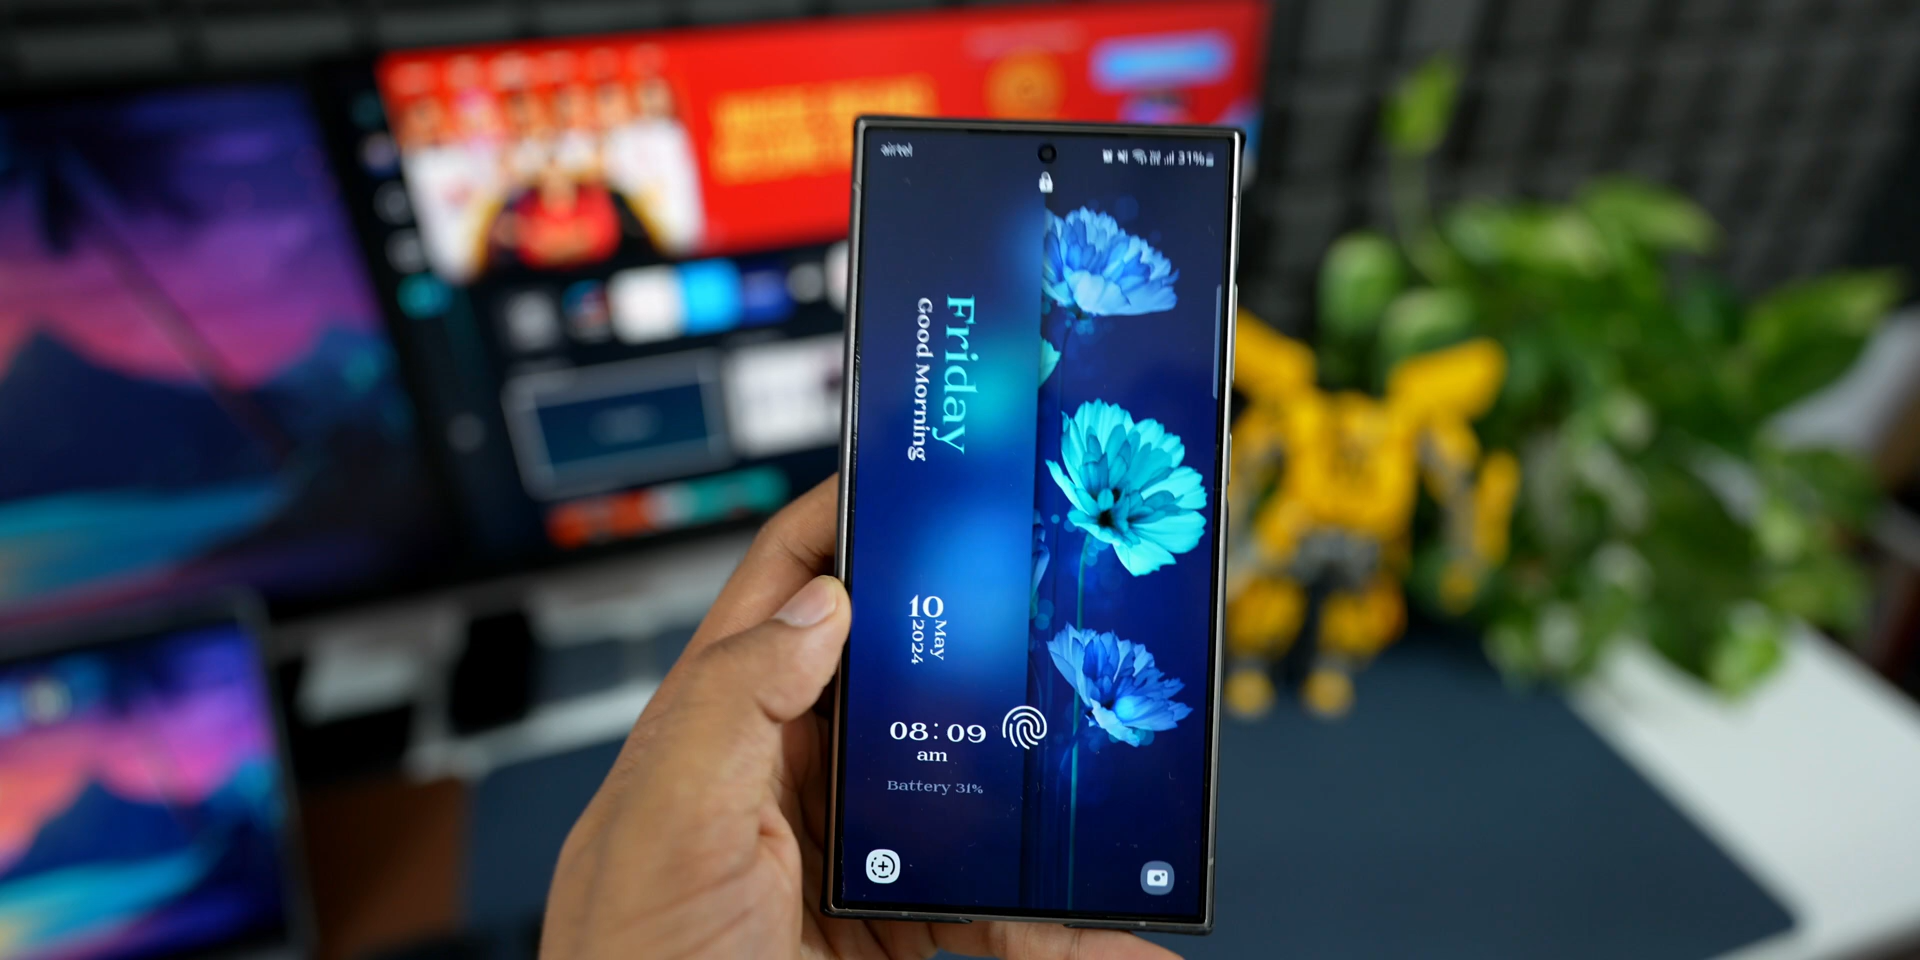 airtel
31%
Friday
Good Morning
10
May
2024
08:09
am
Battery 31%